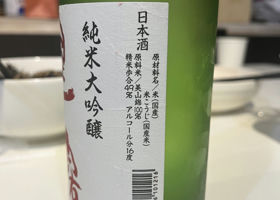 日本酒
原材料名／米（国産）
米こうじ（国産米）
原料米／美山錦100%
精米歩合49% アルコール分16度
純米大吟醸